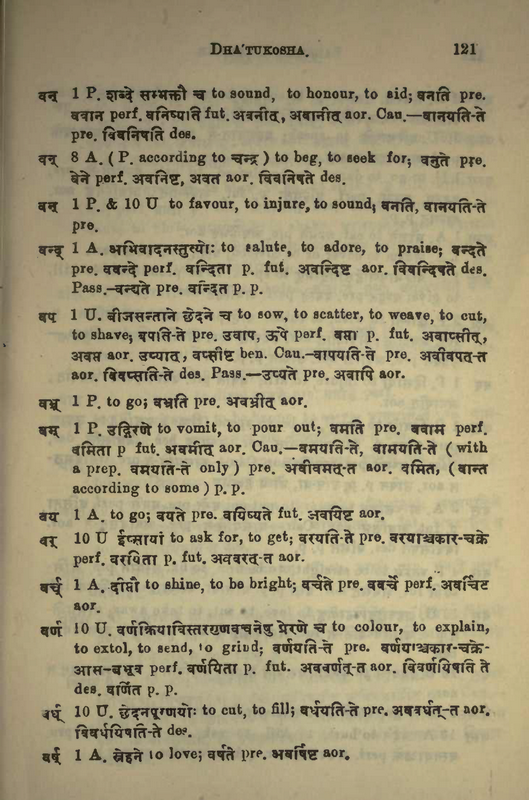 DHA'TUKOSHA. 121
वन् 1 P. शब्दे सम्भक्तौ च to sound, to honour, to aid; वनति pre.
ववान perf. वनिष्यति fut. अवनीत्, अवानीत् aor. Cau.—वानयति-ते
pre. विवनिषति des.
वन् 8 A. ( P. according to चन्द्र ) to beg, to seek for; वनुते pre.
वेने perf. अवनिष्ट, अवत aor. विवनिषते des.
वन् 1 P. & 10 U to favour, to injure, to sound; वनति, वानयति-ते
pre.
वन्द् 1 A. अभिवादनस्तुत्योः to salute, to adore, to praise; वन्दते
pre. ववन्दे perf. वन्दिता p. fut. अवन्दिष्ट aor. विवन्दिषते des.
Pass.—वन्द्यते pre. वन्दित p. p.
वप 1 U. बीजसन्ताने छेदने च to sow, to scatter, to weave, to cut,
to shave; वपति-ते pre. उवाप, ऊपे perf. वप्ता p. fut. अवाप्सीत्,
अवप्त aor. उप्यात्, वप्सीष्ट ben. Cau.—वापयति-ते pre. अवीवपत्-त
aor. विवप्सति-ते des. Pass.—उप्यते pre. अवापि aor.
वभ्र् 1 P. to go; वभ्रति pre. अवभ्रीत् aor.
वम् 1 P. उद्गिरणे to vomit, to pour out; वमति pre. ववाम perf.
वमिता p fut. अवमीत् aor. Cau.—वमयति-ते, वामयति-ते ( with
a prep. वमयति-ते only ) pre. अवीवमत्-त aor. वमित, ( वान्त
according to some ) p. p.
वय 1 A. to go; वयते pre. वयिष्यते fut. अवयिष्ट aor.
वर् 10 U ईप्सायां to ask for, to get; वरयति-ते pre. वरयाञ्चकार-चक्रे
perf. वरयिता p. fut. अववरत्-त aor.
वर्च् 1 A. दीप्तौ to shine, to be bright; वर्चते pre. ववर्चे perf. अवर्चिट
aor.
वर्ण 10 U. वर्णक्रियाविस्तरगुणवचनेषु प्रेरणे च to colour, to explain,
to extol, to send, to grind; वर्णयति-ते pre. वर्णयाञ्चकार-चक्रे-
आस-बभूव perf. वर्णयिता p. fut. अववर्णत्-त aor. विवर्णयिषति ते
des. वर्णित p. p.
वर्ध् 10 U. छेदनपूरणयोः to cut, to fill; वर्धयति-ते pre. अववर्धत्-त aor.
विवर्धयिषति-ते des.
वर्ष् 1 A. स्नेहने to love; वर्षते pre. अवर्षिष्ट aor.